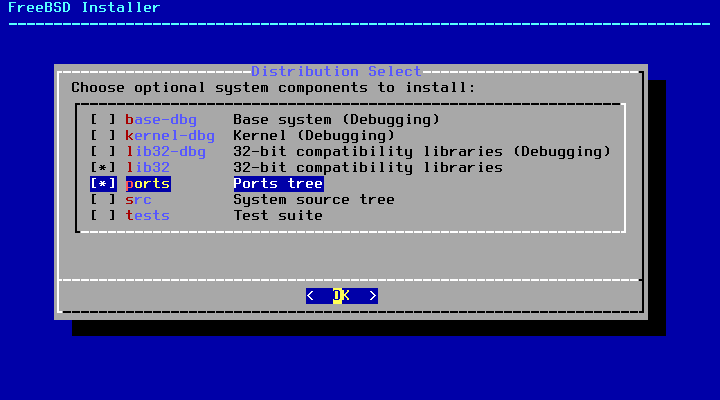 FreeBSD Installer
Distribution Select
Choose optional system components to install:
[ ] base-dbg    Base system (Debugging)
[ ] kernel-dbg  Kernel (Debugging)
[ ] lib32-dbg   32-bit compatibility libraries (Debugging)
[*] lib32       32-bit compatibility libraries
[*] ports       Ports tree
[ ] src         System source tree
[ ] tests       Test suite
<  OK  >